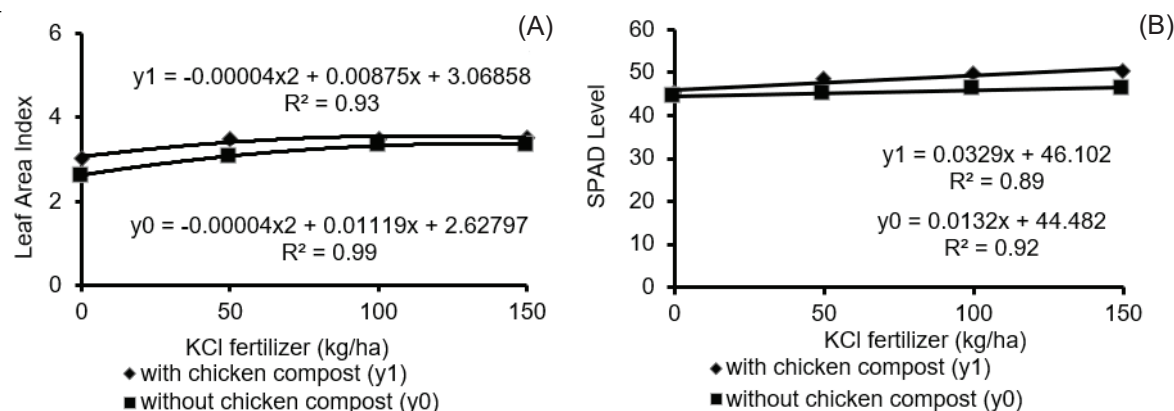 (A)
6
4
2
0
Leaf Area Index
y1 = -0.00004x2 + 0.00875x + 3.06858
R² = 0.93
y0 = -0.00004x2 + 0.01119x + 2.62797
R² = 0.99
0 50 100 150
KCl fertilizer (kg/ha)
with chicken compost (y1)
without chicken compost (y0)
(B)
60
50
40
30
20
10
0
SPAD Level
y1 = 0.0329x + 46.102
R² = 0.89
y0 = 0.0132x + 44.482
R² = 0.92
0 50 100 150
KCl fertilizer (kg/ha)
with chicken compost (y1)
without chicken compost (y0)